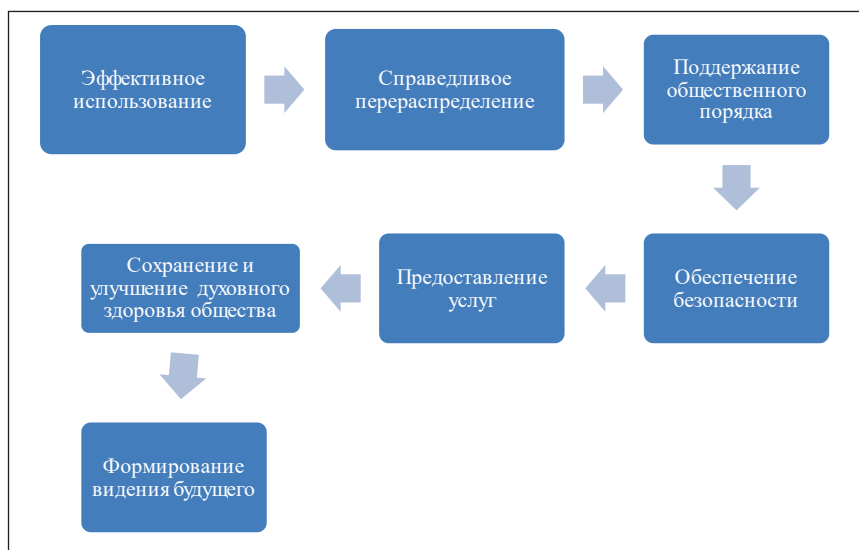 Эффективное
использование
Справедливое
перераспределение
Поддержание
общественного
порядка
Обеспечение
безопасности
Предоставление
услуг
Сохранение и
улучшение духовного
здоровья общества
Формирование
видения будущего